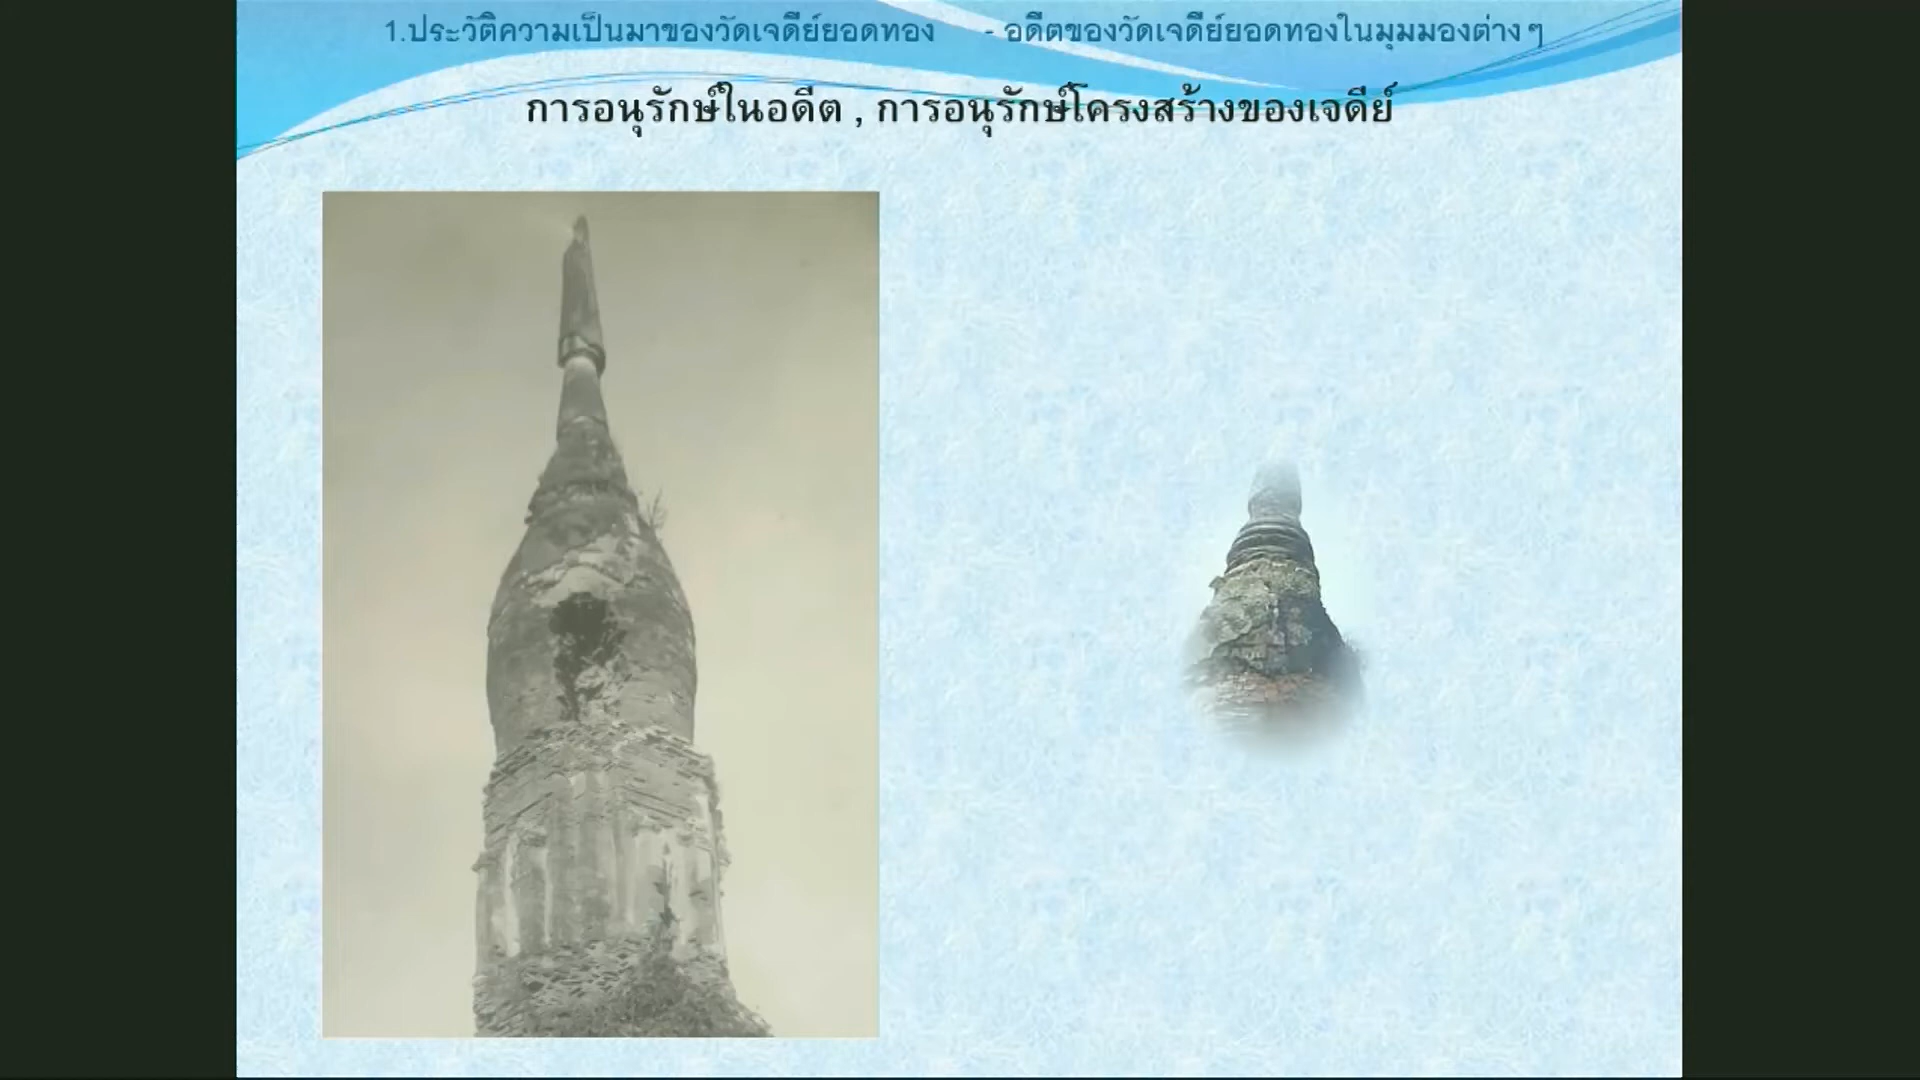 1.ประวัติความเป็นมาของวัดเจดีย์ยอดทอง - อดีตของวัดเจดีย์ยอดทองในมุมมองต่างๆ
การอนุรักษ์ในอดีต , การอนุรักษ์โครงสร้างของเจดีย์